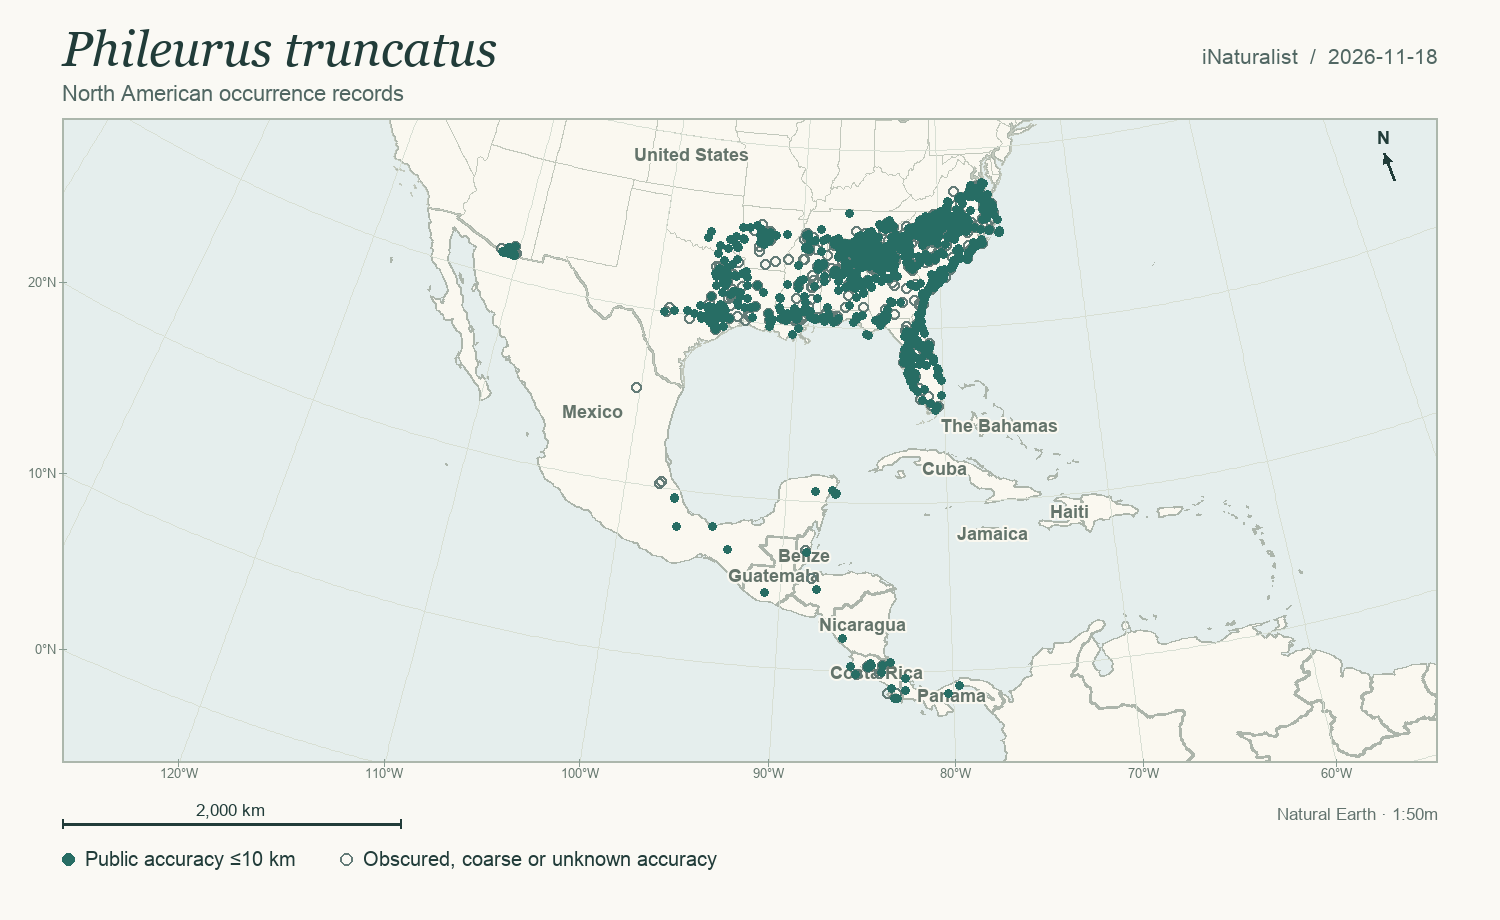 Phileurus truncatus
iNaturalist / 2026-11-18
North American occurrence records
N
United States
20°N
Mexico
The Bahamas
10°N
Cuba
Haiti
Jamaica
Belize
Guatemala
Nicaragua
0°N
Costa Rica
Panama
120°W 110°W 100°W 90°W 80°W 70°W 60°W
2,000 km
Natural Earth · 1:50m
Public accuracy ≤10 km
Obscured, coarse or unknown accuracy